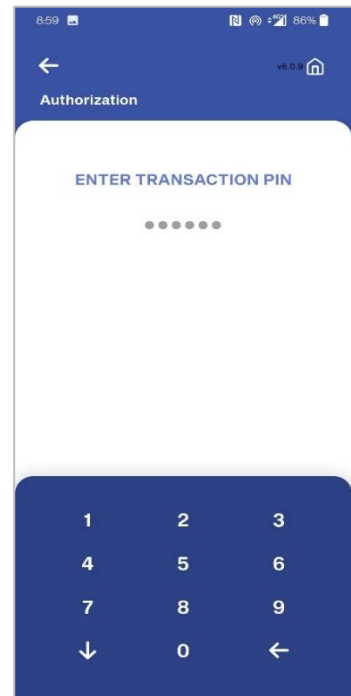 8:59 86%
v6.0.9
Authorization
ENTER TRANSACTION PIN
1 2 3
4 5 6
7 8 9
0